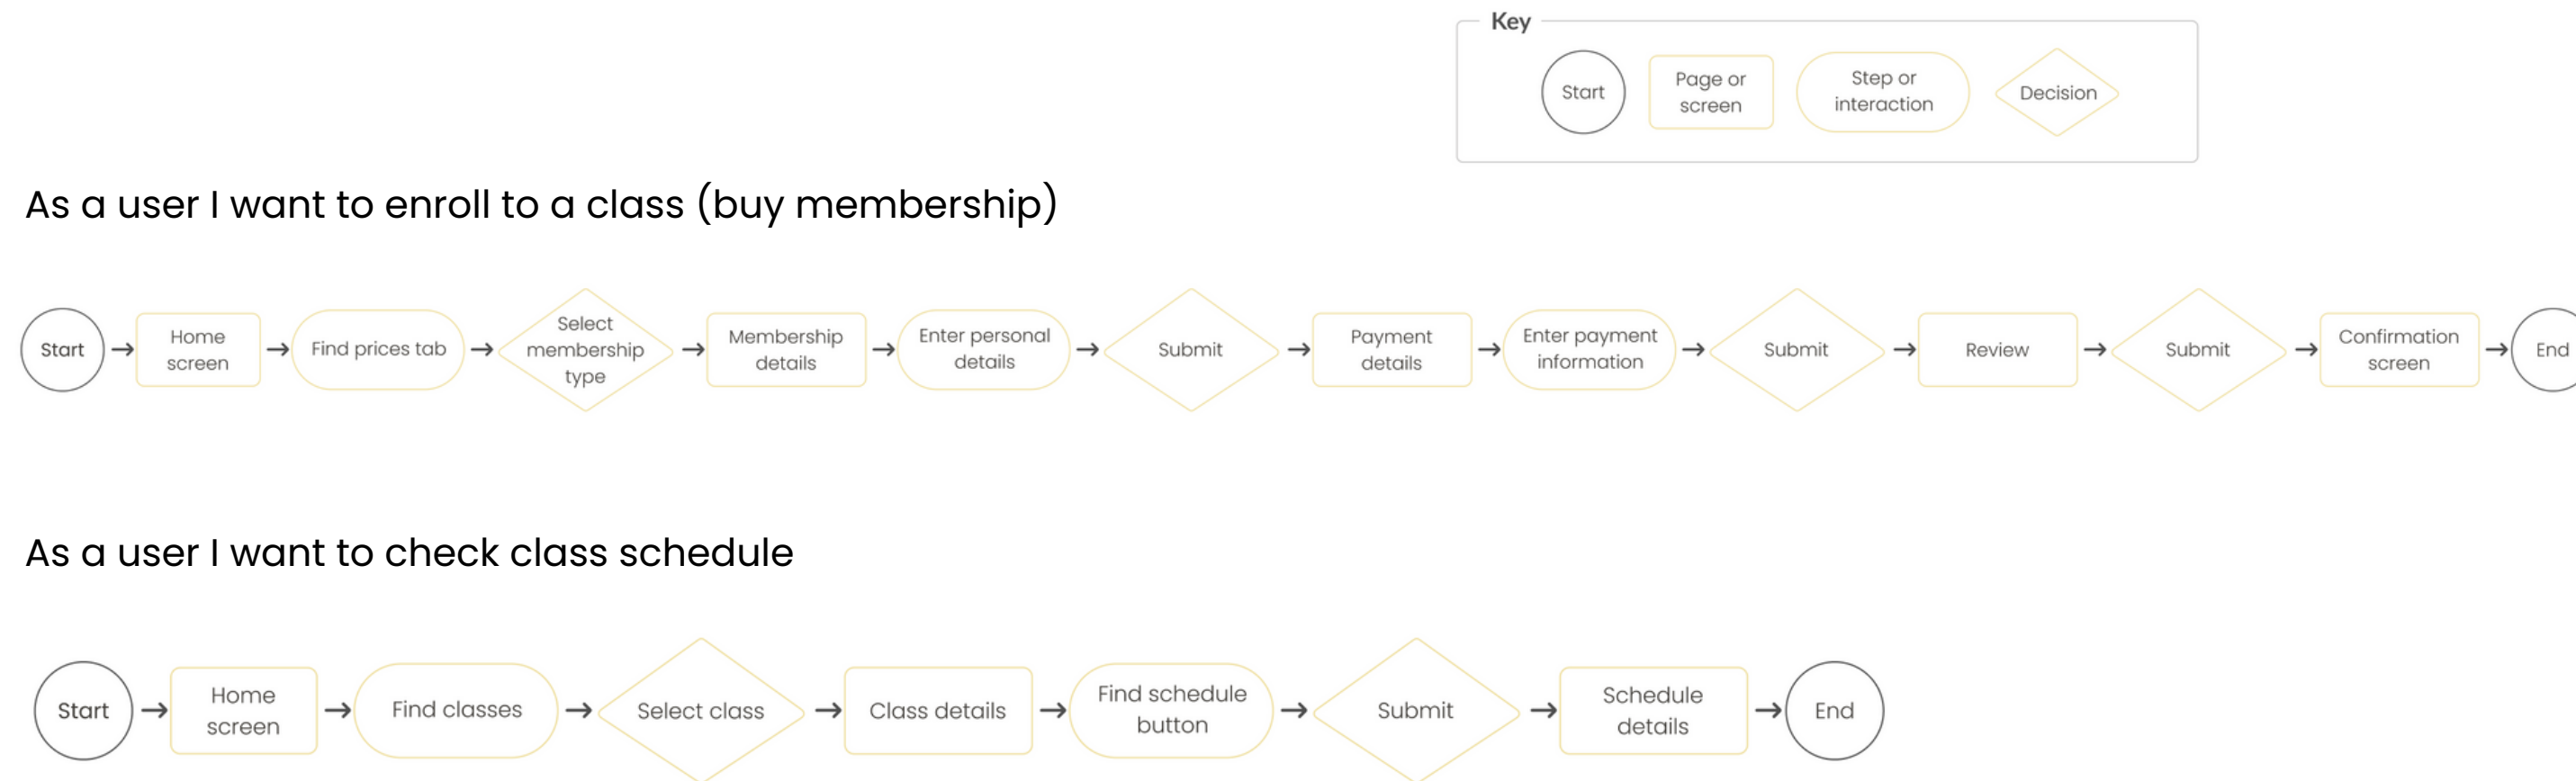 Key
Start
Page or
screen
Step or
interaction
Decision
As a user I want to enroll to a class (buy membership)
Start
Home
screen
Find prices tab
Select
membership
type
Membership
details
Enter personal
details
Submit
Payment
details
Enter payment
information
Submit
Review
Submit
Confirmation
screen
End
As a user I want to check class schedule
Start
Home
screen
Find classes
Select class
Class details
Find schedule
button
Submit
Schedule
details
End